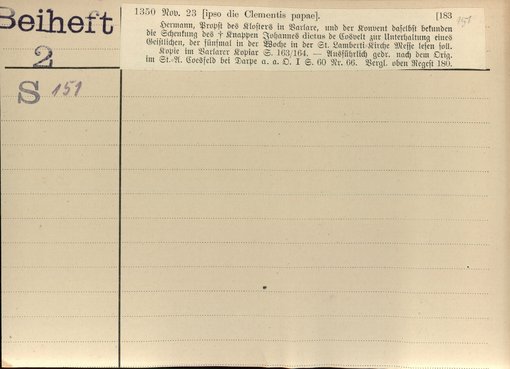 Beiheft
2
S 151
1350 Nov. 23 [ipso die Clementis papae]. [183
151
Hermann, Propst des Klosters in Varlare, und der Konvent daselbst bekunden
die Schenkung des † Knappen Johannes dictus de Cosvelt zur Unterhaltung eines
Geistlichen, der fünfmal in der Woche in der St. Lamberti-Kirche Messe lesen soll.
Kopie im Varlarer Kopiar S. 163/164. — Ausführlich gedr. nach dem Orig.
im St.-A. Coesfeld bei Darpe a. a. O. I S. 60 Nr. 66. Vergl. oben Regest 180.